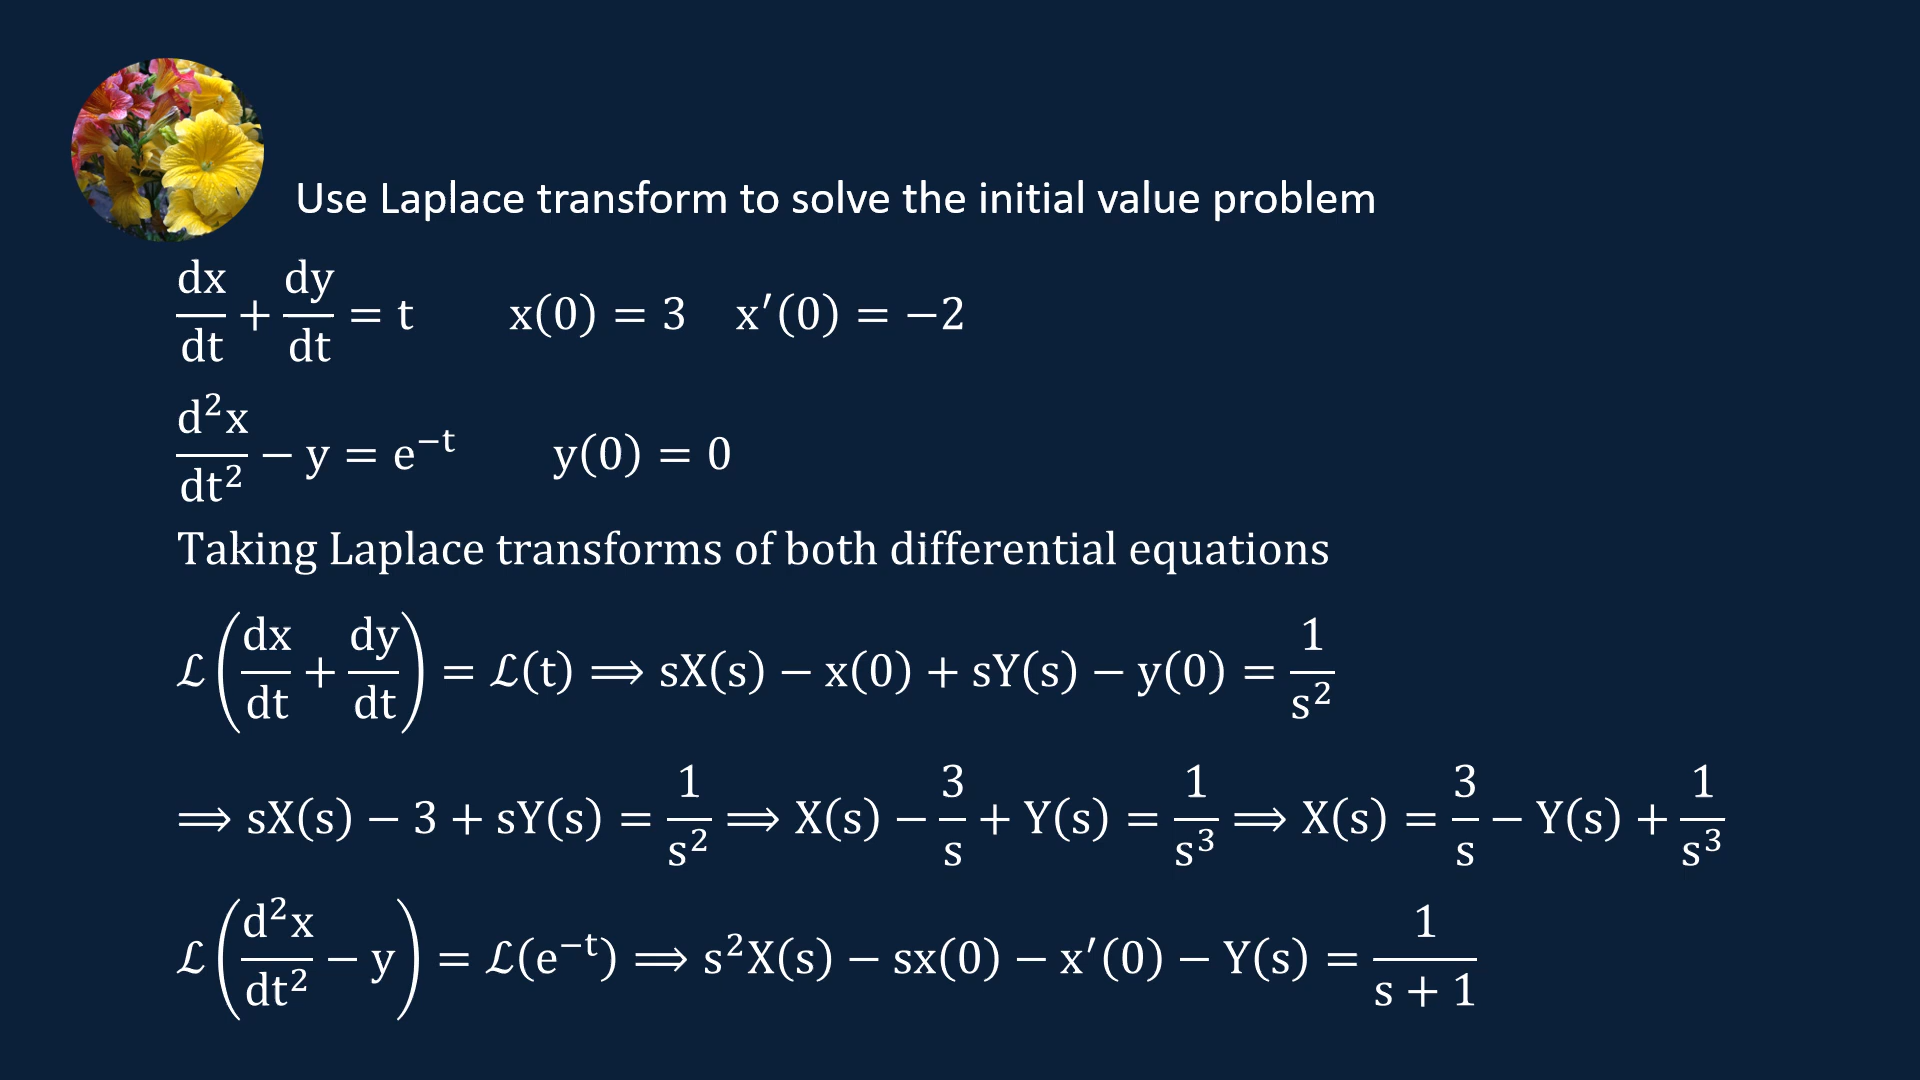 Use Laplace transform to solve the initial value problem
dx/dt + dy/dt = t x(0) = 3 x′(0) = −2
d²x/dt² − y = e⁻ᵗ y(0) = 0
Taking Laplace transforms of both differential equations
ℒ(dx/dt + dy/dt) = ℒ(t) ⟹ sX(s) − x(0) + sY(s) − y(0) = 1/s²
⟹ sX(s) − 3 + sY(s) = 1/s² ⟹ X(s) − 3/s + Y(s) = 1/s³ ⟹ X(s) = 3/s − Y(s) + 1/s³
ℒ(d²x/dt² − y) = ℒ(e⁻ᵗ) ⟹ s²X(s) − sx(0) − x′(0) − Y(s) = 1/(s + 1)